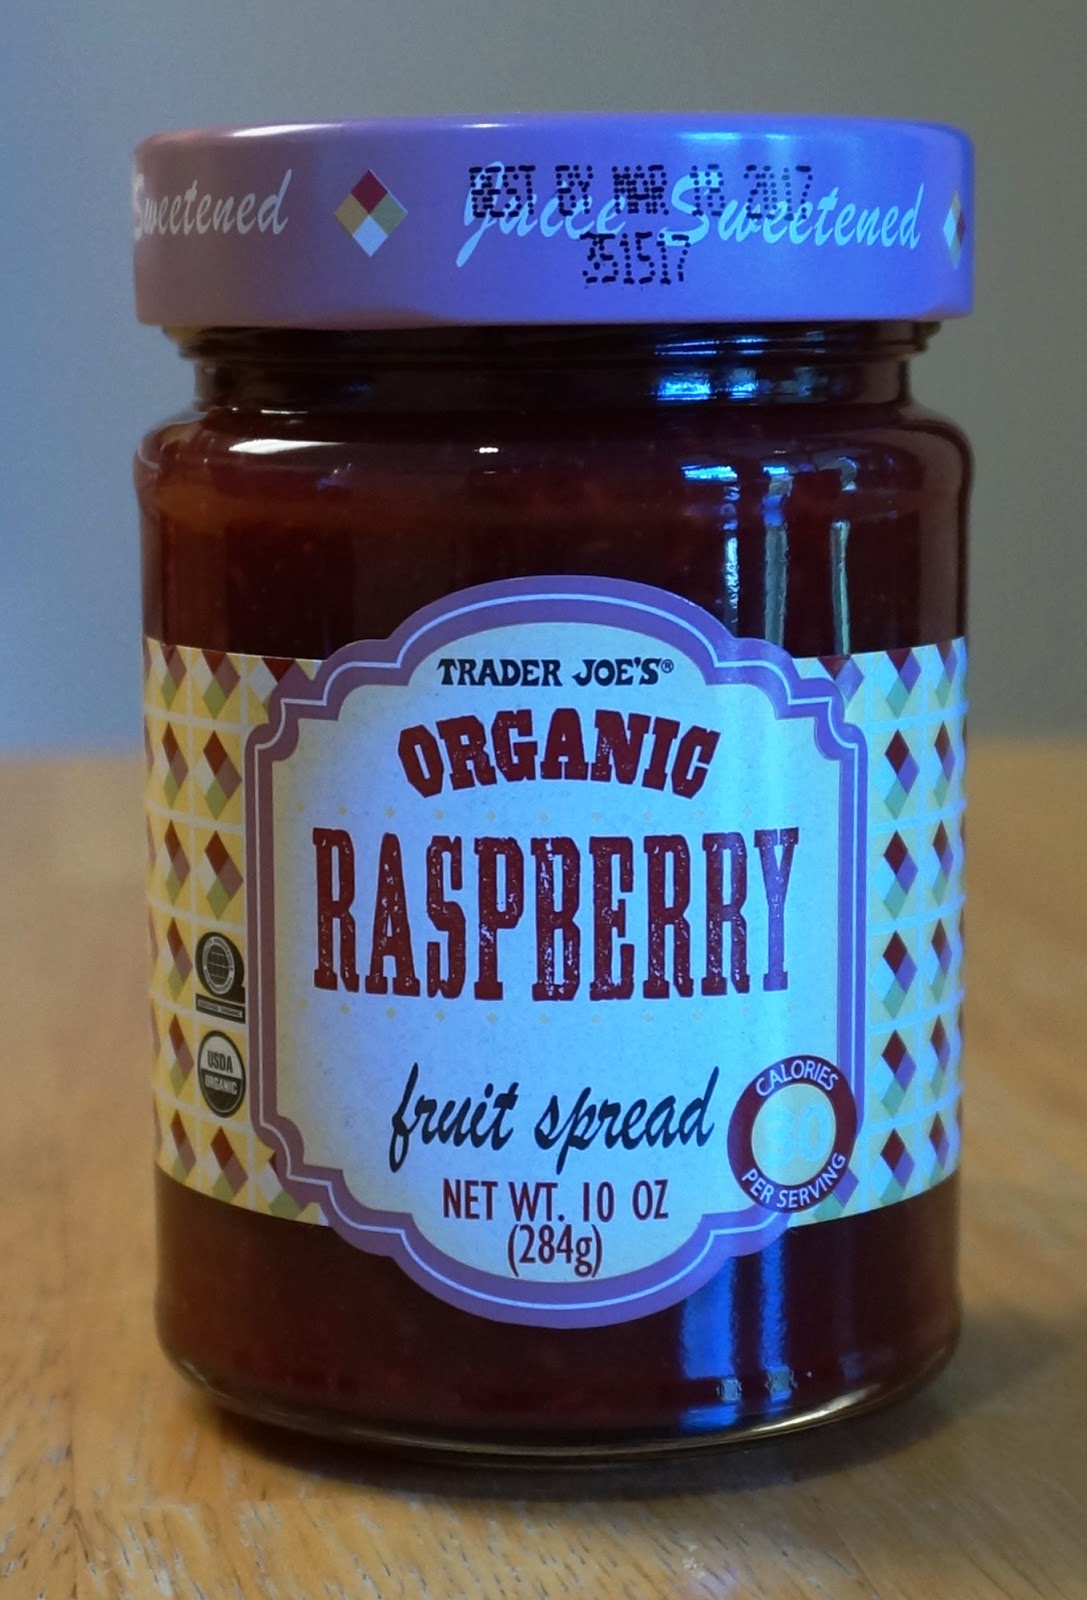 Sweetened
Juice Sweetened
BEST BY MAR 2017
351517
TRADER JOE'S®
ORGANIC
RASPBERRY
fruit spread
NET WT. 10 OZ
(284g)
CALORIES
PER SERVING
USDA
ORGANIC